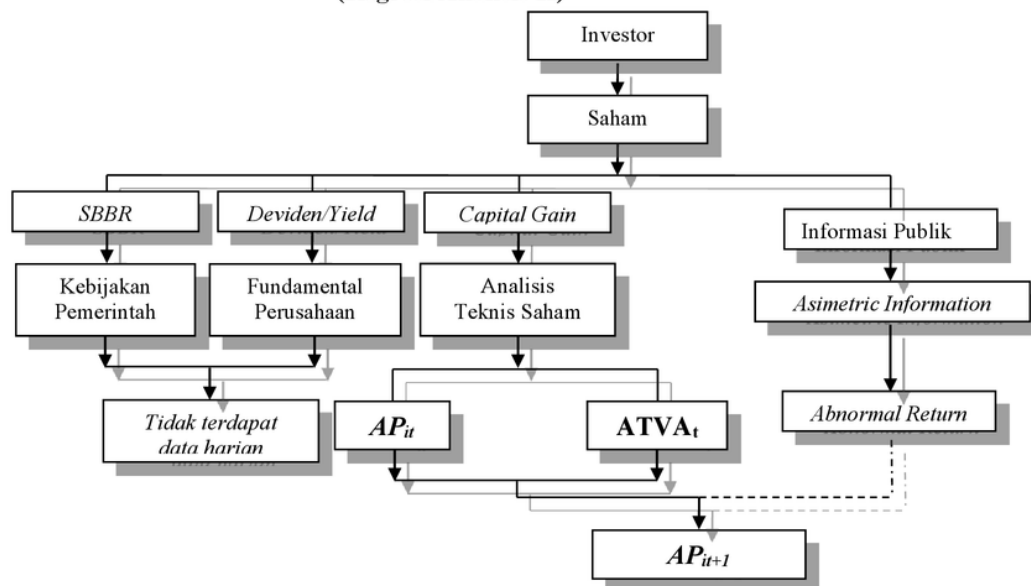 Investor
Saham
SBBR
Deviden/Yield
Capital Gain
Informasi Publik
Kebijakan
Pemerintah
Fundamental
Perusahaan
Analisis
Teknis Saham
Asimetric Information
Tidak terdapat
data harian
APit
ATVAt
Abnormal Return
APit+1